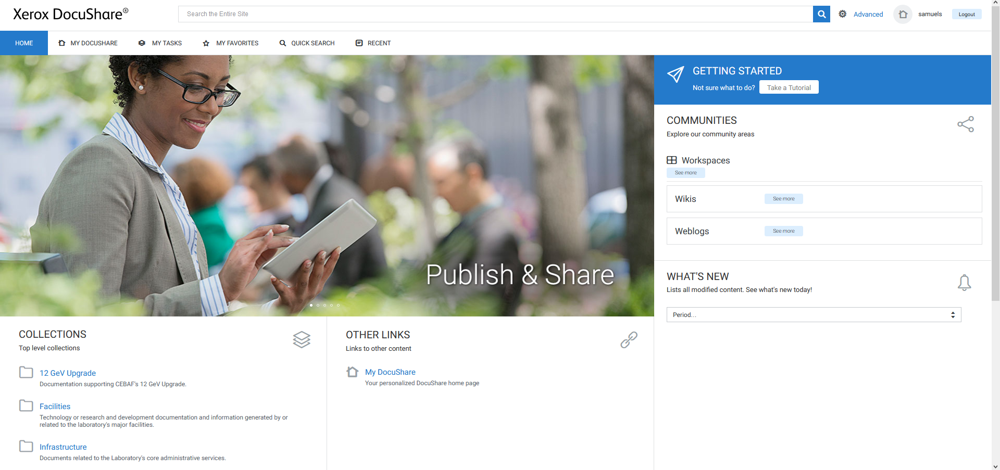 Xerox DocuShare®
Search the Entire Site
Advanced
samuels
Logout
HOME
MY DOCUSHARE
MY TASKS
MY FAVORITES
QUICK SEARCH
RECENT
Publish & Share
GETTING STARTED
Not sure what to do?
Take a Tutorial
COMMUNITIES
Explore our community areas
Workspaces
See more
Wikis
See more
Weblogs
See more
WHAT'S NEW
Lists all modified content. See what's new today!
Period...
COLLECTIONS
Top level collections
12 GeV Upgrade
Documentation supporting CEBAF's 12 GeV Upgrade.
Facilities
Technology or research and development documentation and information generated by or
related to the laboratory's major facilities.
Infrastructure
Documents related to the Laboratory's core administrative services.
OTHER LINKS
Links to other content
My DocuShare
Your personalized DocuShare home page